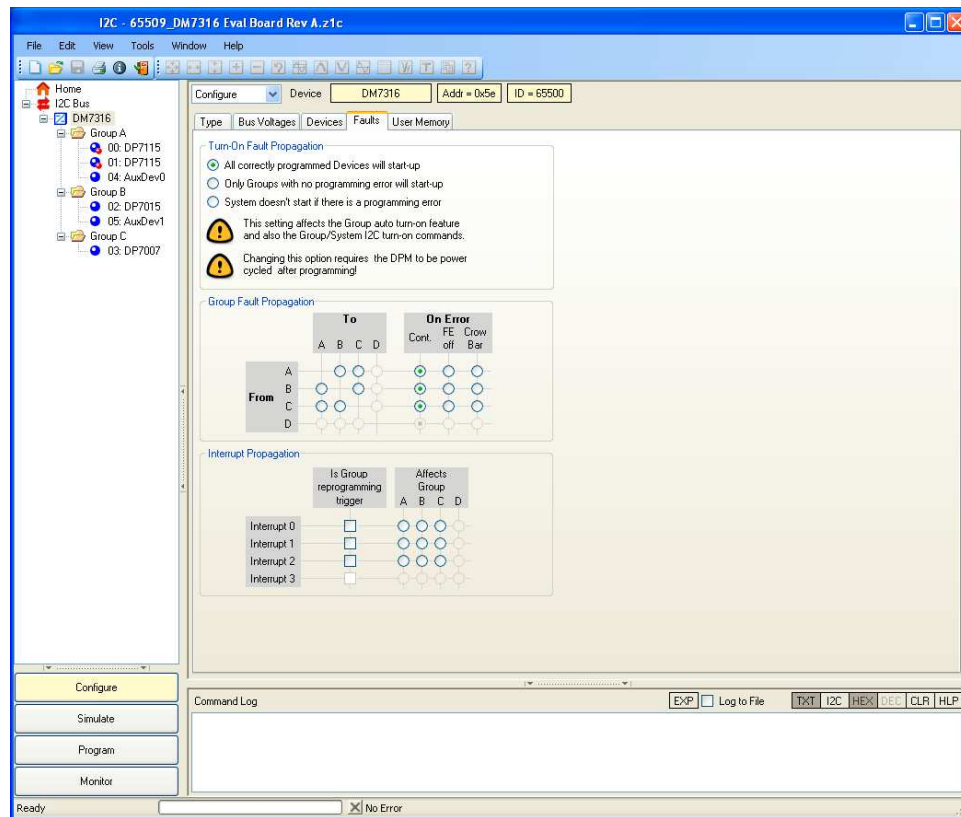 I2C - 65509_DM7316 Eval Board Rev A.z1c
File Edit View Tools Window Help
Home
I2C Bus
DM7316
Group A
00: DP7115
01: DP7115
04: AuxDev0
Group B
02: DP7015
05: AuxDev1
Group C
03: DP7007
Configure Device DM7316 Addr = 0x5e ID = 65500
Type Bus Voltages Devices Faults User Memory
Turn-On Fault Propagation
All correctly programmed Devices will start-up
Only Groups with no programming error will start-up
System doesn't start if there is a programming error
This setting affects the Group auto turn-on feature
and also the Group/System I2C turn-on commands.
Changing this option requires the DPM to be power
cycled after programming!
Group Fault Propagation
To On Error
A B C D Cont. FE off Crow Bar
From
A
B
C
D
Interrupt Propagation
Is Group
reprogramming
trigger
Affects
Group
A B C D
Interrupt 0
Interrupt 1
Interrupt 2
Interrupt 3
Configure
Simulate
Program
Monitor
Command Log EXP Log to File TXT I2C HEX DEC CLR HLP
Ready No Error